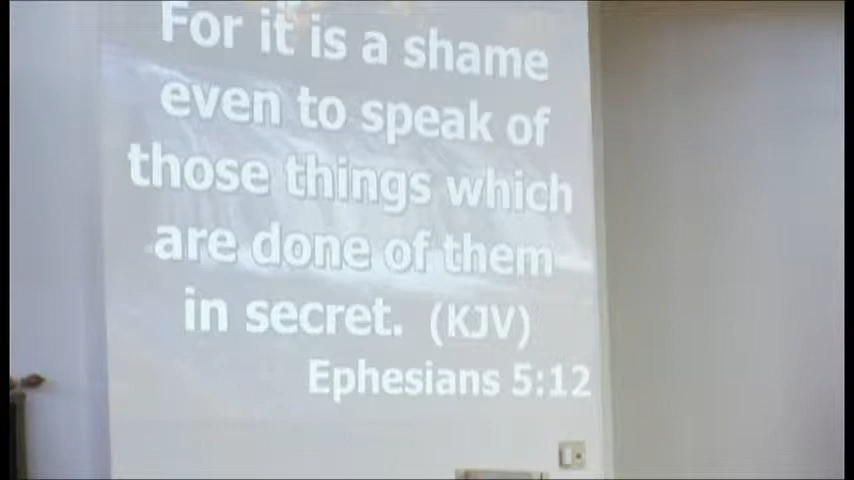 For it is a shame
even to speak of
those things which
are done of them
in secret. (KJV)
Ephesians 5:12